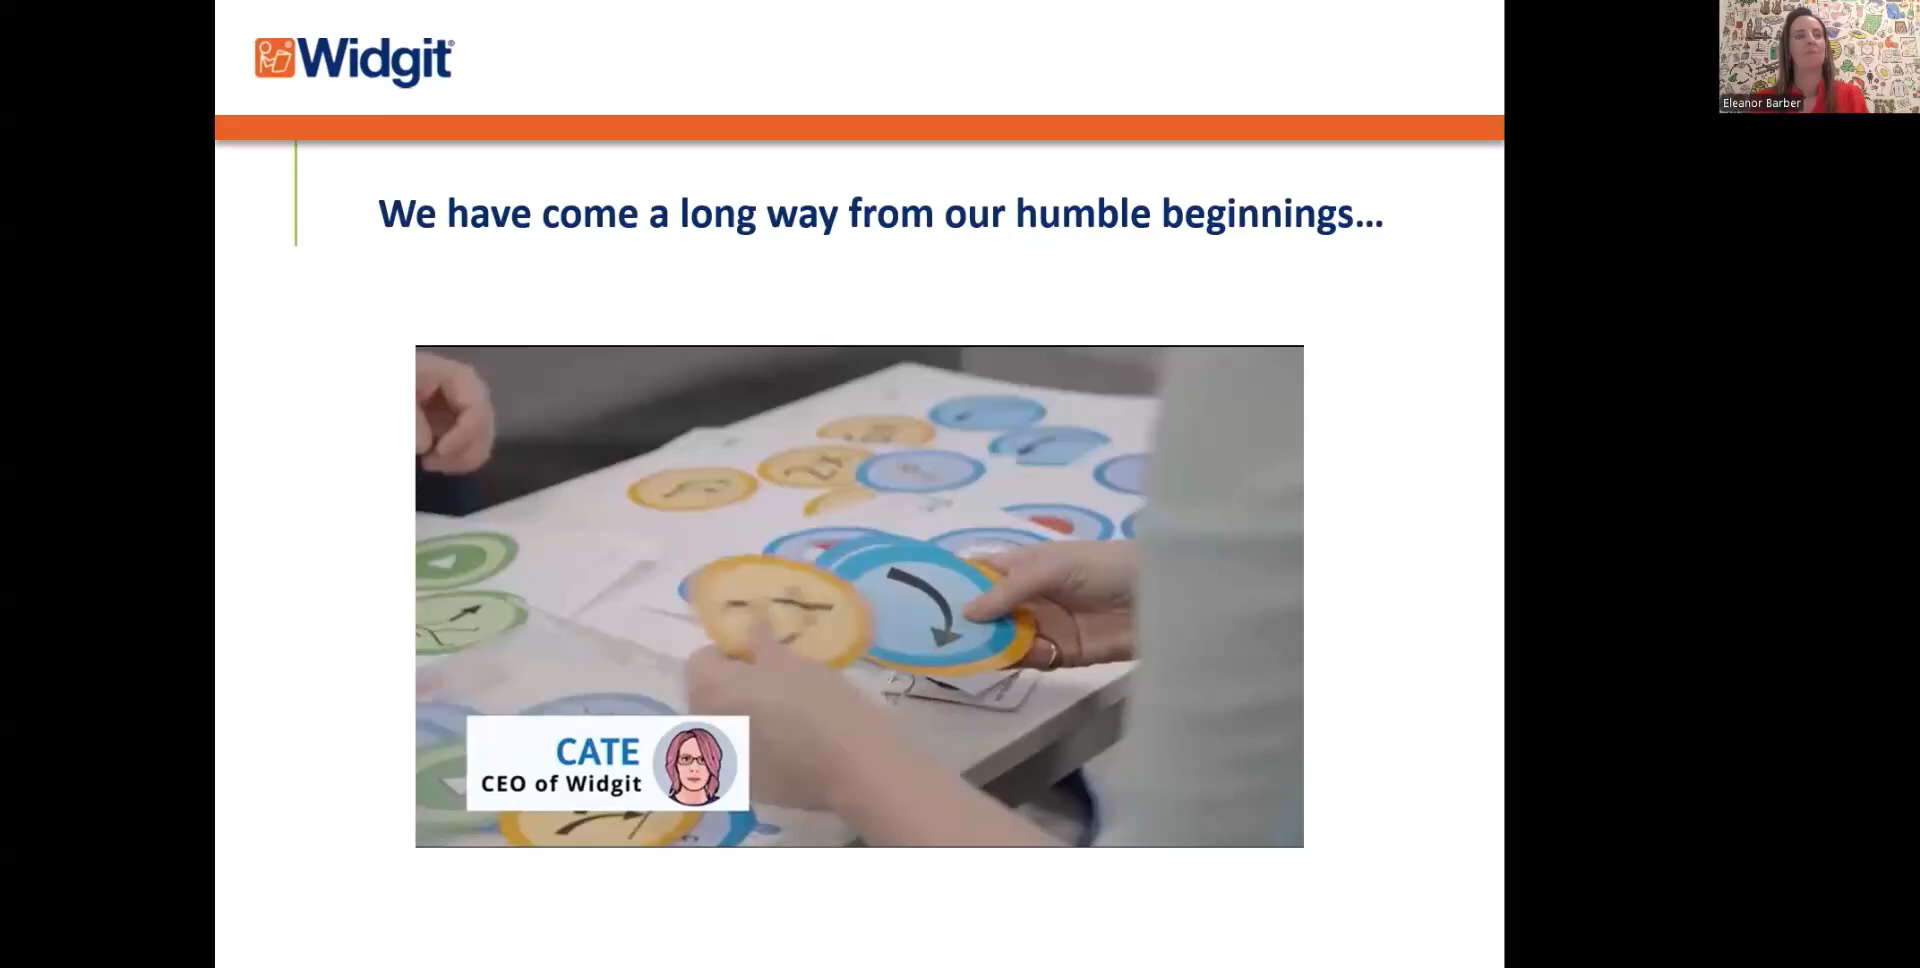 Widgit
Eleanor Barber
We have come a long way from our humble beginnings...
CATE
CEO of Widgit